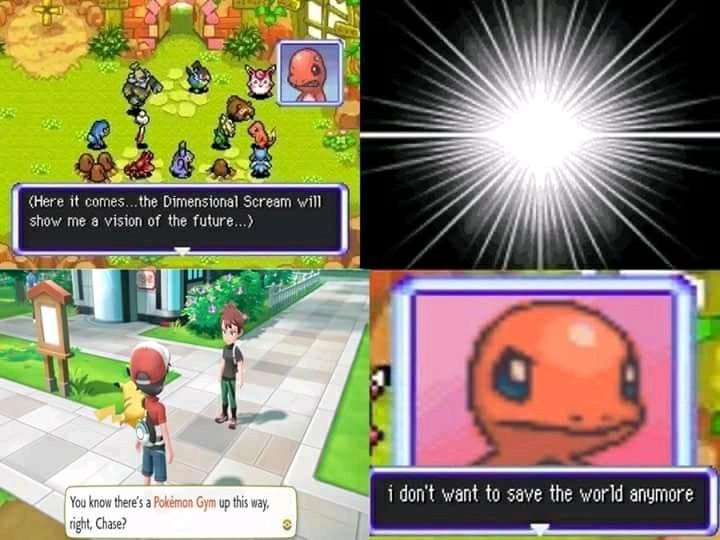 (Here it comes...the Dimensional Scream will
show me a vision of the future...)
You know there's a Pokémon Gym up this way,
right, Chase?
i don't want to save the world anymore